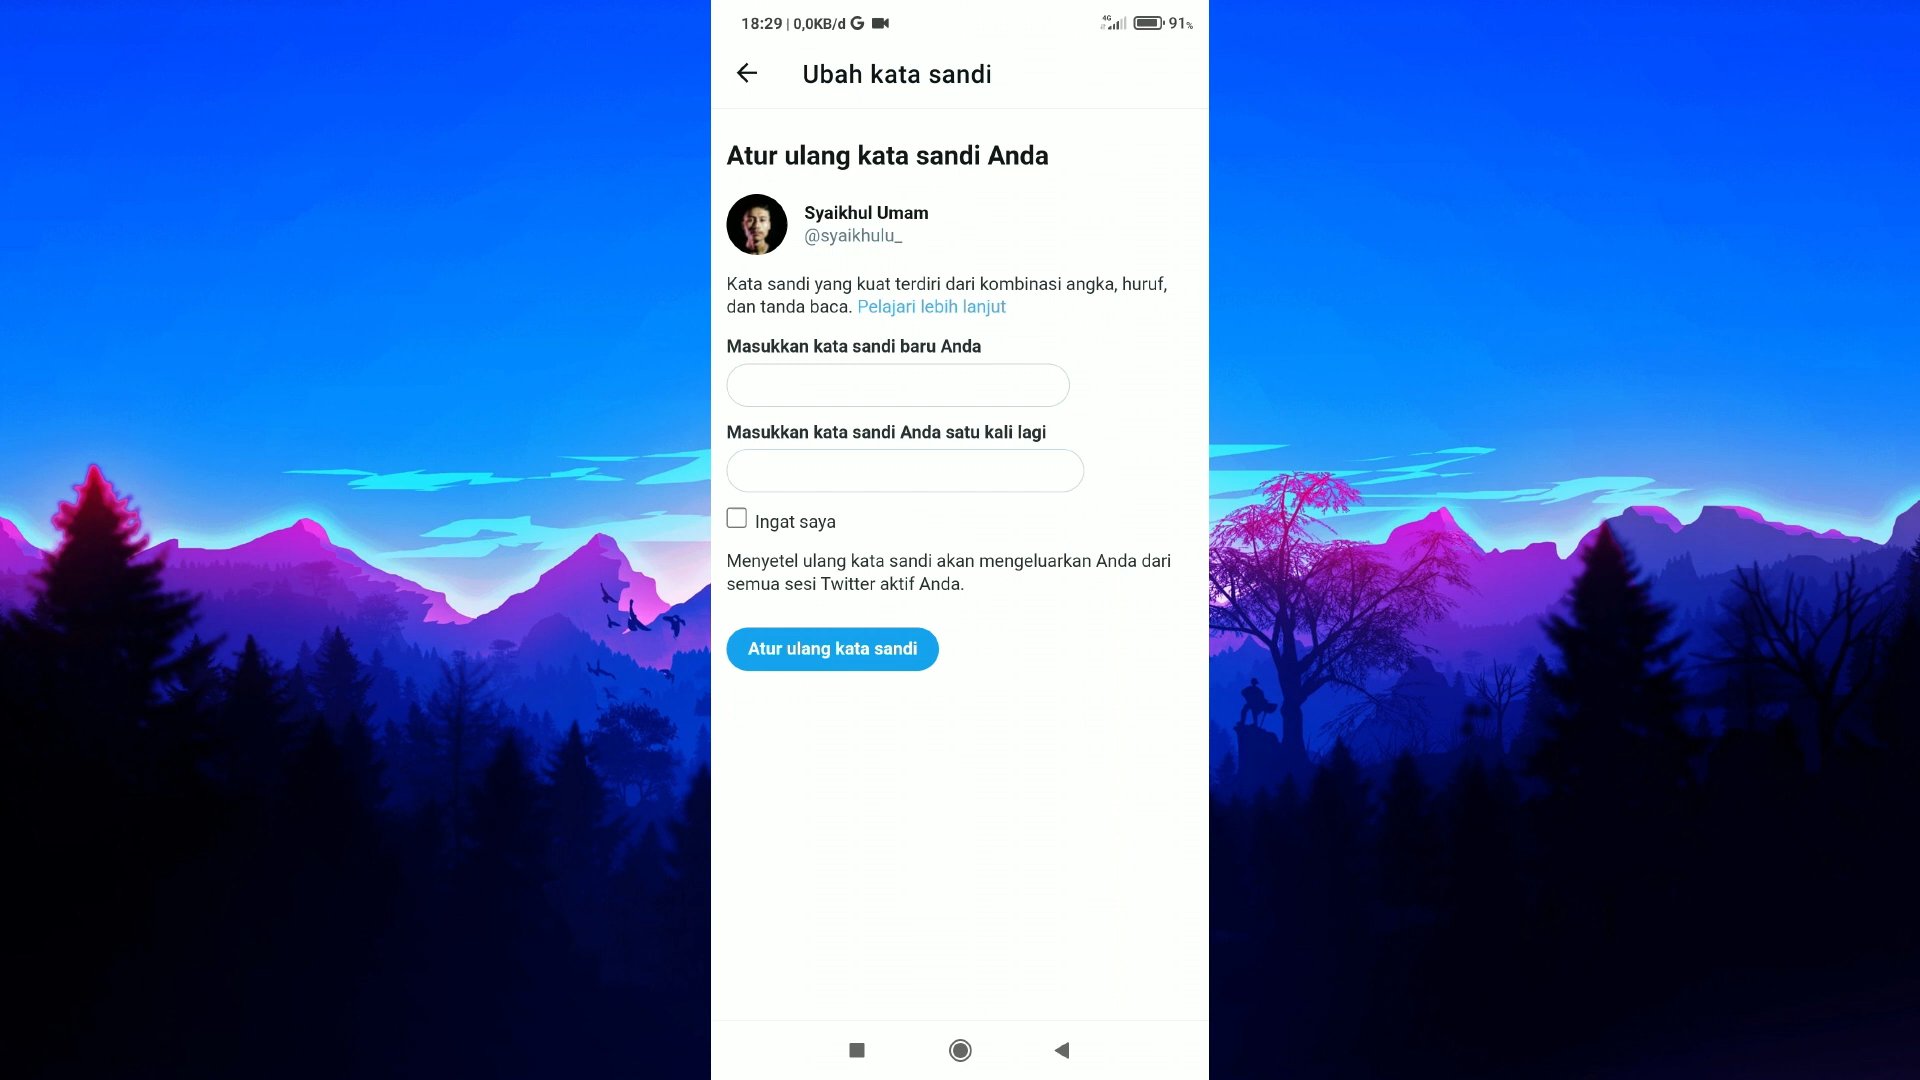 18:29 | 0,0KB/d G
4G 91%
Ubah kata sandi
Atur ulang kata sandi Anda
Syaikhul Umam
@syaikhulu_
Kata sandi yang kuat terdiri dari kombinasi angka, huruf,
dan tanda baca. Pelajari lebih lanjut
Masukkan kata sandi baru Anda
Masukkan kata sandi Anda satu kali lagi
Ingat saya
Menyetel ulang kata sandi akan mengeluarkan Anda dari
semua sesi Twitter aktif Anda.
Atur ulang kata sandi